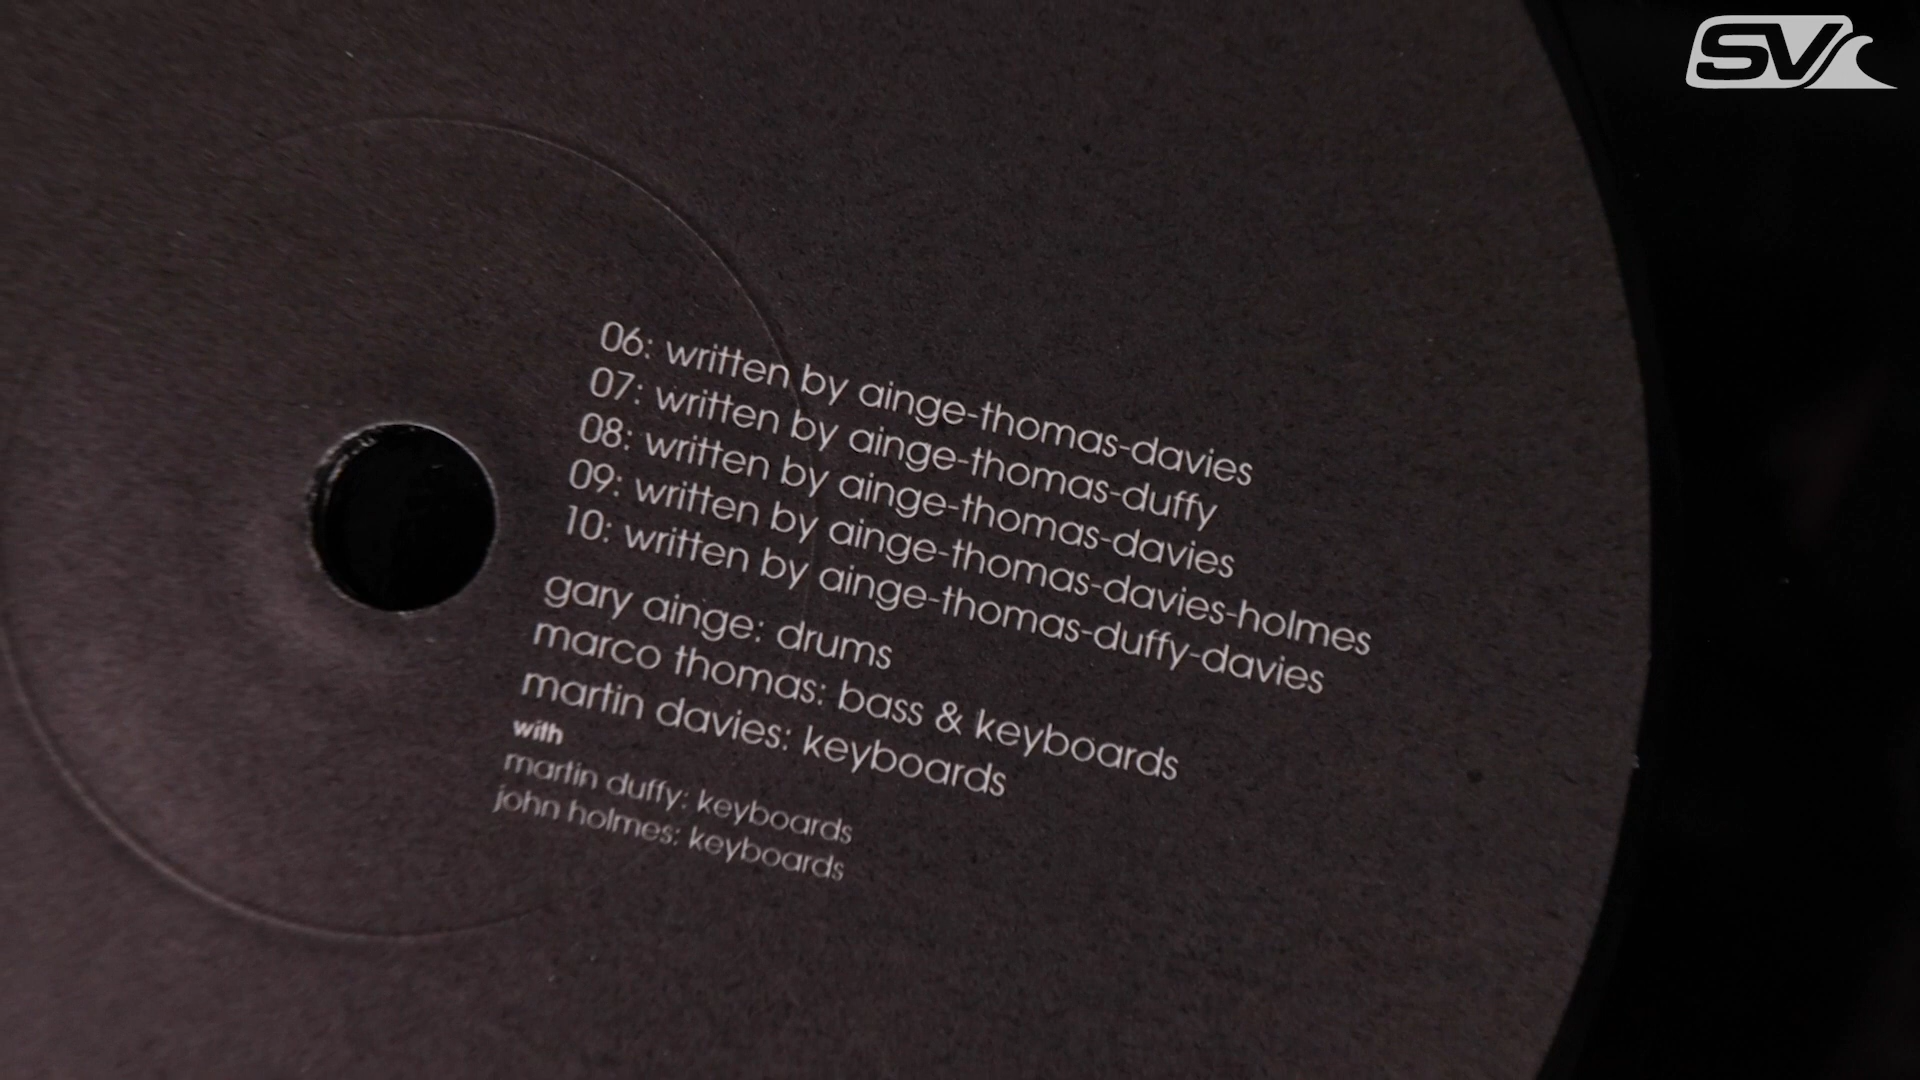 SV
06: written by ainge-thomas-davies
07: written by ainge-thomas-duffy
08: written by ainge-thomas-davies
09: written by ainge-thomas-davies-holmes
10: written by ainge-thomas-duffy-davies
gary ainge: drums
marco thomas: bass & keyboards
martin davies: keyboards
with
martin duffy: keyboards
john holmes: keyboards